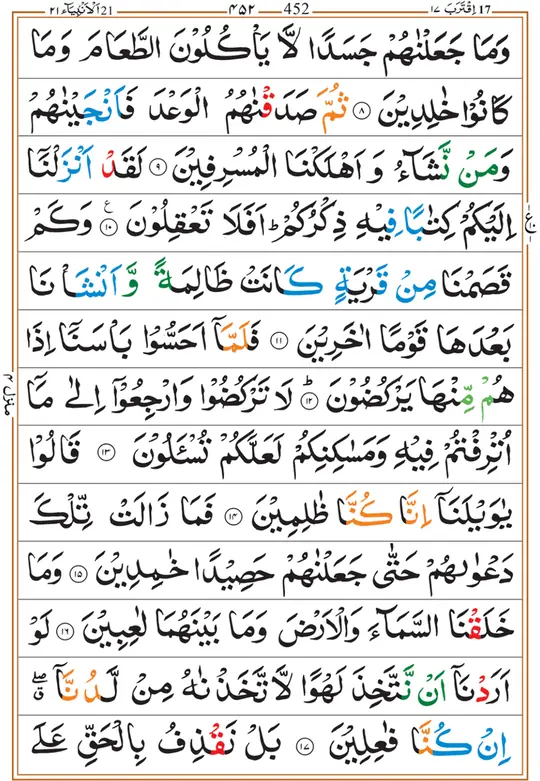 اقترب ١٧ 17 452 ٤٥٢ الانبياء ٢١ 21
وَمَا جَعَلْنٰهُمْ جَسَدًا لَّا يَاْكُلُوْنَ الطَّعَامَ وَمَا
كَانُوْا خٰلِدِيْنَ ۝٨ ثُمَّ صَدَقْنٰهُمُ الْوَعْدَ فَاَنْجَيْنٰهُمْ
وَمَنْ نَّشَآءُ وَ اَهْلَكْنَا الْمُسْرِفِيْنَ ۝٩ لَقَدْ اَنْزَلْنَاۤ
اِلَيْكُمْ كِتٰبًا فِيْهِ ذِكْرُكُمْ ؕ اَفَلَا تَعْقِلُوْنَ ۝١٠ وَكَمْ
ع
قَصَمْنَا مِنْ قَرْيَةٍ كَانَتْ ظَالِمَةً وَّ اَنْشَاْنَا
بَعْدَهَا قَوْمًا اٰخَرِيْنَ ۝١١ فَلَمَّاۤ اَحَسُّوْا بَاْسَنَاۤ اِذَا
هُمْ مِّنْهَا يَرْكُضُوْنَ ۝١٢ؕ لَا تَرْكُضُوْا وَارْجِعُوْۤا اِلٰى مَاۤ
منزل ٤
اُتْرِفْتُمْ فِيْهِ وَمَسٰكِنِكُمْ لَعَلَّكُمْ تُسْـَٔلُوْنَ ۝١٣ قَالُوْا
يٰوَيْلَنَاۤ اِنَّا كُنَّا ظٰلِمِيْنَ ۝١٤ فَمَا زَالَتْ تِّلْكَ
دَعْوٰىهُمْ حَتّٰى جَعَلْنٰهُمْ حَصِيْدًا خٰمِدِيْنَ ۝١٥ وَمَا
خَلَقْنَا السَّمَآءَ وَالْاَرْضَ وَمَا بَيْنَهُمَا لٰعِبِيْنَ ۝١٦ لَوْ
اَرَدْنَاۤ اَنْ نَّتَّخِذَ لَهْوًا لَّاتَّخَذْنٰهُ مِنْ لَّدُنَّاۤ ۖۗ
اِنْ كُنَّا فٰعِلِيْنَ ۝١٧ بَلْ نَقْذِفُ بِالْحَقِّ عَلَى